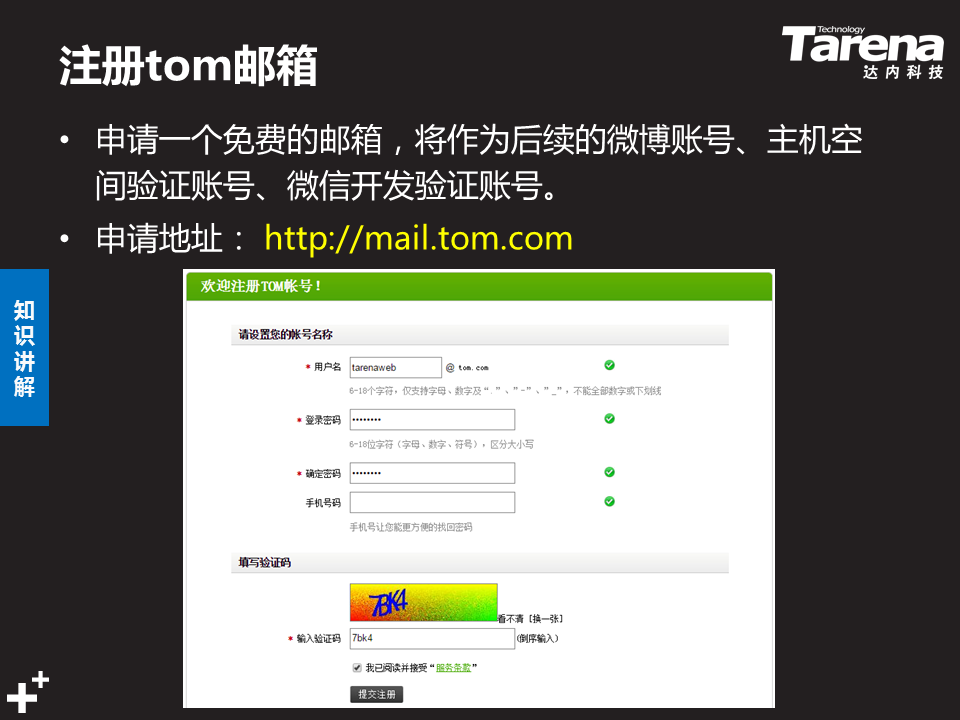 注册tom邮箱
Technology
Tarena
达内科技
• 申请一个免费的邮箱，将作为后续的微博账号、主机空
间验证账号、微信开发验证账号。
• 申请地址： http://mail.tom.com
知识讲解
欢迎注册TOM帐号！
请设置您的帐号名称
* 用户名 tarenaweb @ tom.com
6-18个字符，仅支持字母、数字及“.”、”-”、”_”，不能全部数字或下划线
* 登录密码 ••••••••
6-18位字符（字母、数字、符号），区分大小写
* 确定密码 ••••••••
手机号码
手机号让您能更方便的找回密码
填写验证码
7BK4
看不清 [换一张]
* 输入验证码 7bk4 (倒序输入)
我已阅读并接受“服务条款”
提交注册